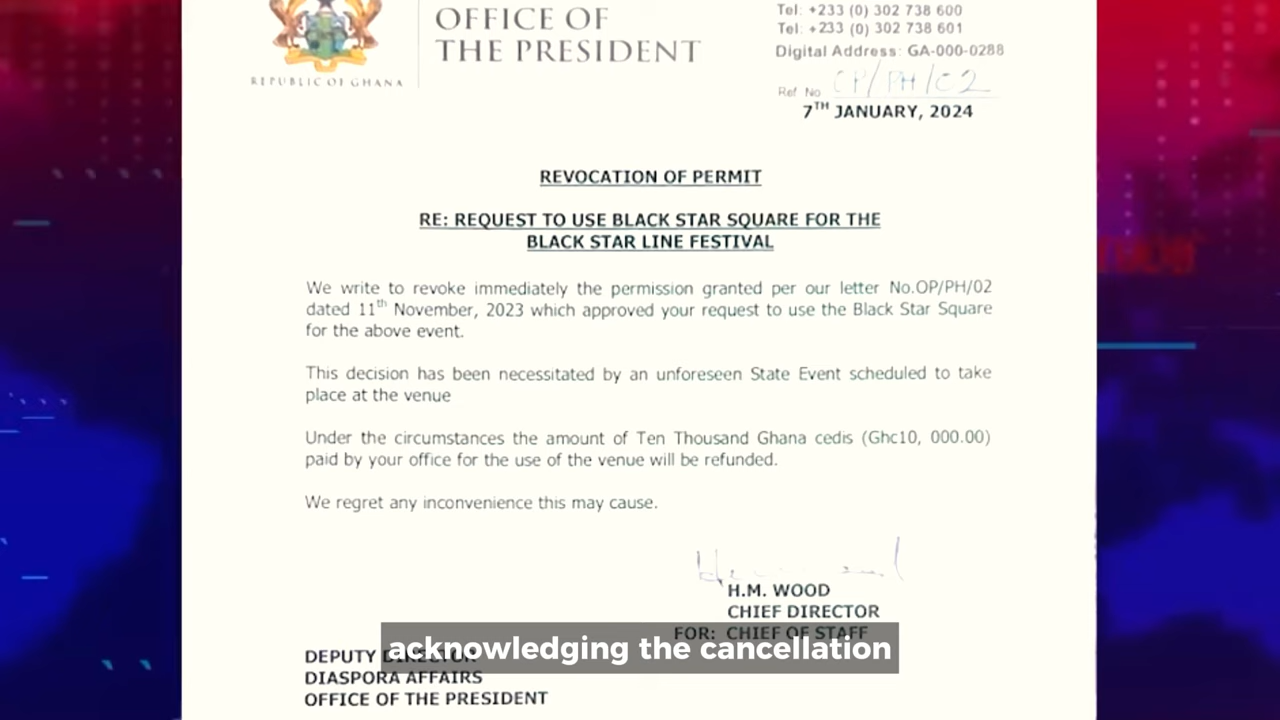 OFFICE OF
THE PRESIDENT
REPUBLIC OF GHANA
Tel: +233 (0) 302 738 600
Tel: +233 (0) 302 738 601
Digital Address: GA-000-0288
Ref No OP/PH/02
7TH JANUARY, 2024
REVOCATION OF PERMIT
RE: REQUEST TO USE BLACK STAR SQUARE FOR THE
BLACK STAR LINE FESTIVAL
We write to revoke immediately the permission granted per our letter No.OP/PH/02
dated 11th November, 2023 which approved your request to use the Black Star Square
for the above event.
This decision has been necessitated by an unforeseen State Event scheduled to take
place at the venue
Under the circumstances the amount of Ten Thousand Ghana cedis (Ghc10, 000.00)
paid by your office for the use of the venue will be refunded.
We regret any inconvenience this may cause.
H.M. WOOD
CHIEF DIRECTOR
FOR: CHIEF OF STAFF
acknowledging the cancellation
DEPUTY DIRECTOR
DIASPORA AFFAIRS
OFFICE OF THE PRESIDENT